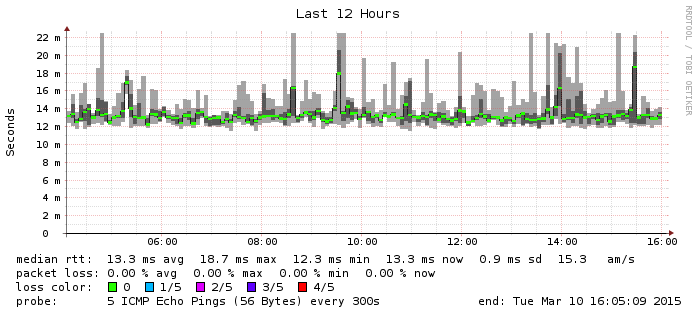 Last 12 Hours
RRDTOOL / TOBI OETIKER
Seconds
22 m
20 m
18 m
16 m
14 m
12 m
10 m
8 m
6 m
4 m
2 m
0
06:00 08:00 10:00 12:00 14:00 16:00
median rtt: 13.3 ms avg 18.7 ms max 12.3 ms min 13.3 ms now 0.9 ms sd 15.3 am/s
packet loss: 0.00 % avg 0.00 % max 0.00 % min 0.00 % now
loss color: 0 1/5 2/5 3/5 4/5
probe: 5 ICMP Echo Pings (56 Bytes) every 300s end: Tue Mar 10 16:05:09 2015